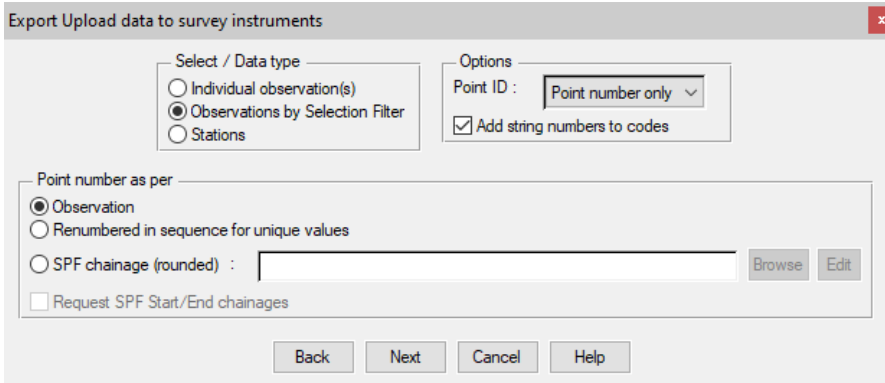 Export Upload data to survey instruments
x
Select / Data type
Individual observation(s)
Observations by Selection Filter
Stations
Options
Point ID :
Point number only
Add string numbers to codes
Point number as per
Observation
Renumbered in sequence for unique values
SPF chainage (rounded) :
Browse
Edit
Request SPF Start/End chainages
Back
Next
Cancel
Help